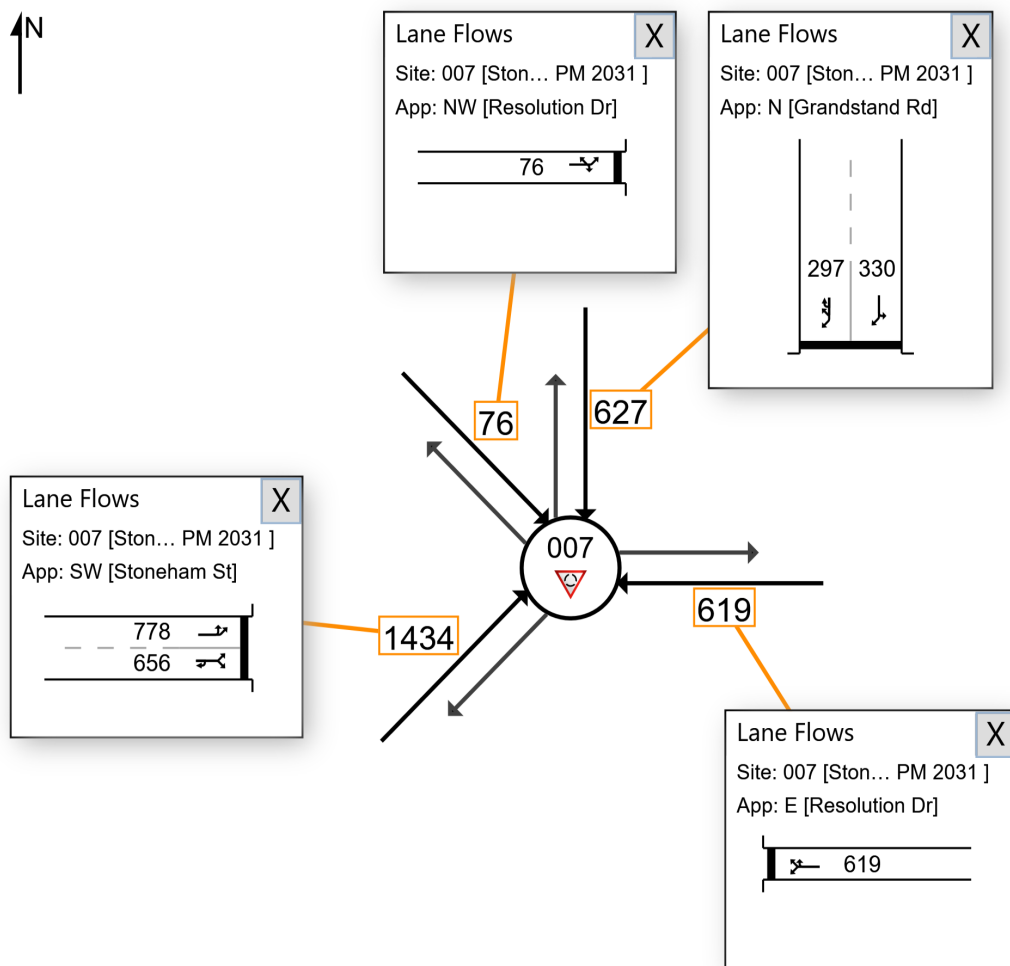 N
Lane Flows
X
Site: 007 [Ston... PM 2031 ]
App: NW [Resolution Dr]
76
Lane Flows
X
Site: 007 [Ston... PM 2031 ]
App: N [Grandstand Rd]
297 330
76
627
Lane Flows
X
Site: 007 [Ston... PM 2031 ]
App: SW [Stoneham St]
778
656
1434
007
619
Lane Flows
X
Site: 007 [Ston... PM 2031 ]
App: E [Resolution Dr]
619